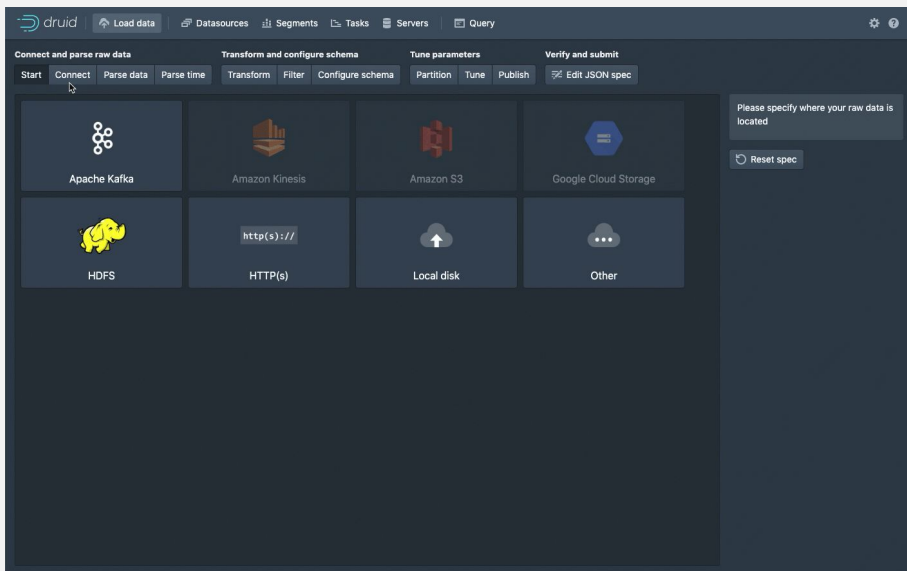 druid Load data Datasources Segments Tasks Servers Query
Connect and parse raw data Transform and configure schema Tune parameters Verify and submit
Start Connect Parse data Parse time Transform Filter Configure schema Partition Tune Publish Edit JSON spec
Please specify where your raw data is
located
Reset spec
Apache Kafka Amazon Kinesis Amazon S3 Google Cloud Storage
http(s)://
HDFS HTTP(s) Local disk Other